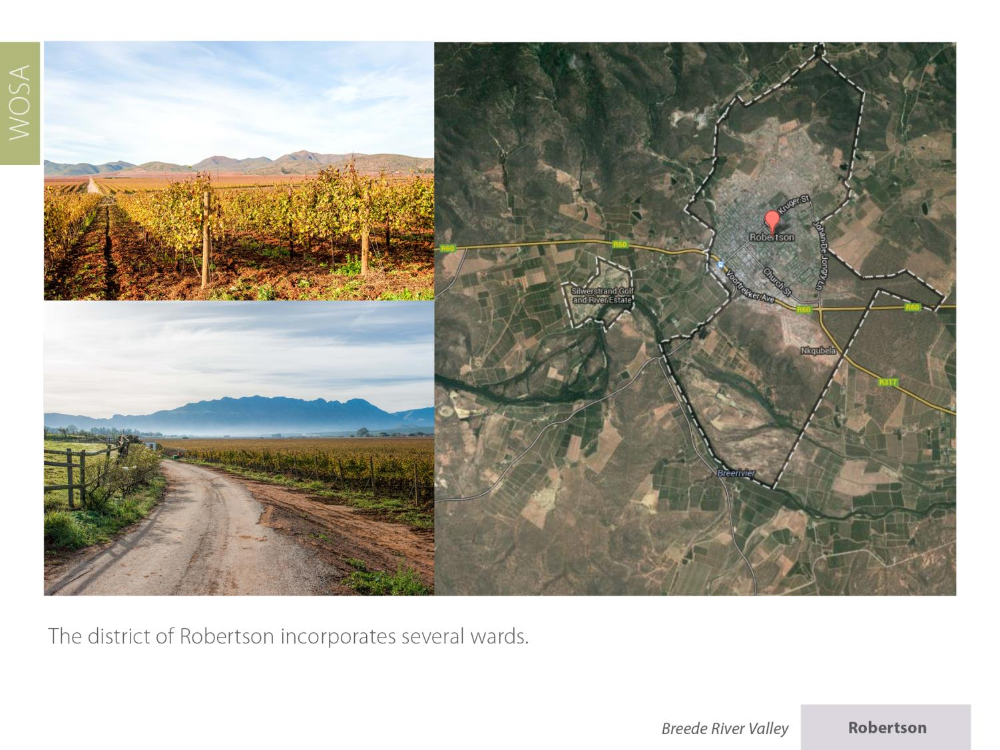 WOSA
Kruger St
Robertson
Johan De Jongry Ln
R60
R60
Church St
Voortrekker Ave
Silwerstrand Golf
and River Estate
R60
R60
Nkqubela
R317
Breerivier
The district of Robertson incorporates several wards.
Breede River Valley
Robertson